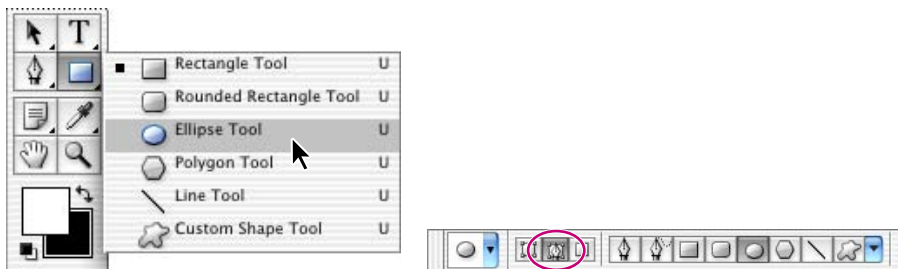 T
Rectangle Tool U
Rounded Rectangle Tool U
Ellipse Tool U
Polygon Tool U
Line Tool U
Custom Shape Tool U